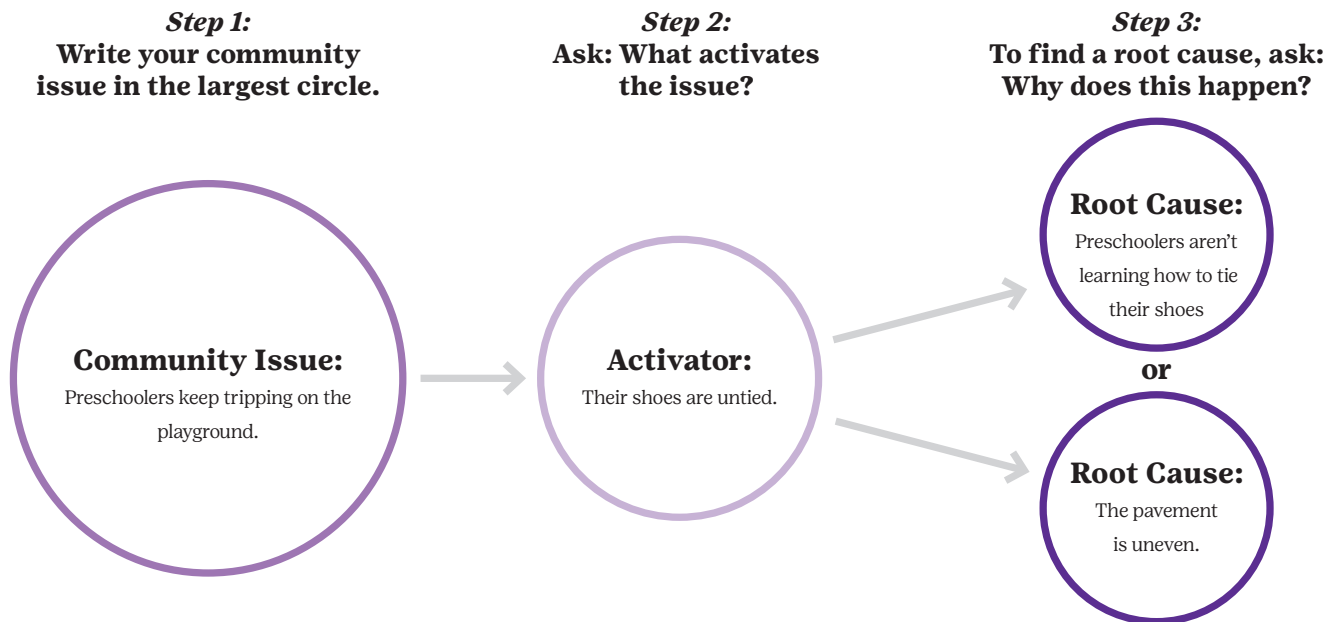 Step 1:
Write your community
issue in the largest circle.
Step 2:
Ask: What activates
the issue?
Step 3:
To find a root cause, ask:
Why does this happen?
Community Issue:
Preschoolers keep tripping on the
playground.
Activator:
Their shoes are untied.
Root Cause:
Preschoolers aren’t
learning how to tie
their shoes
or
Root Cause:
The pavement
is uneven.